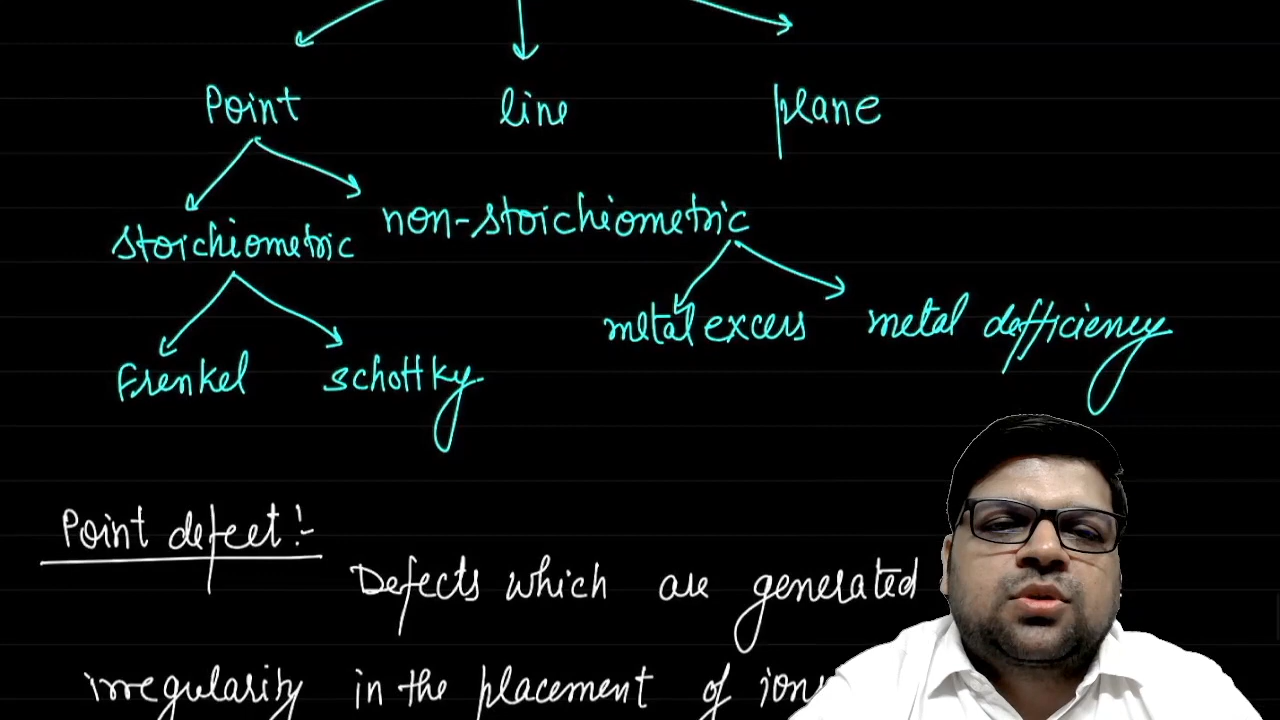 Point line plane
stoichiometric non-stoichiometric
metal excess metal defficiency
Frenkel schottky
Point defect :-
Defects which are generated
irregularity in the placement of ions